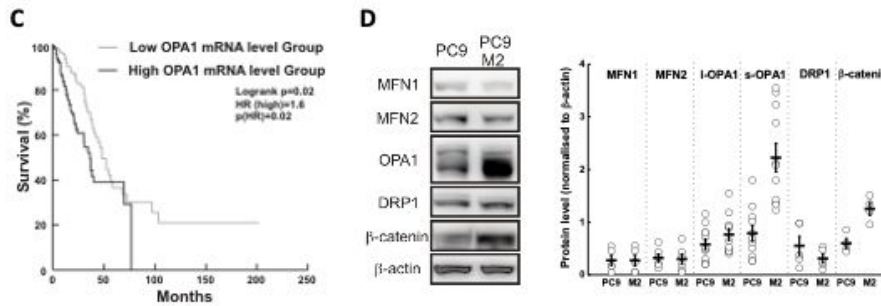 C
Low OPA1 mRNA level Group
High OPA1 mRNA level Group
Logrank p=0.02
HR (high)=1.6
p(HR)=0.02
Survival (%)
100
80
60
40
20
0
0 50 100 150 200 250
Months
D
PC9 PC9 M2
MFN1
MFN2
OPA1
DRP1
β-catenin
β-actin
Protein level (normalised to β-actin)
4
3
2
1
0
MFN1 MFN2 l-OPA1 s-OPA1 DRP1 β-catenin
PC9 M2 PC9 M2 PC9 M2 PC9 M2 PC9 M2 PC9 M2